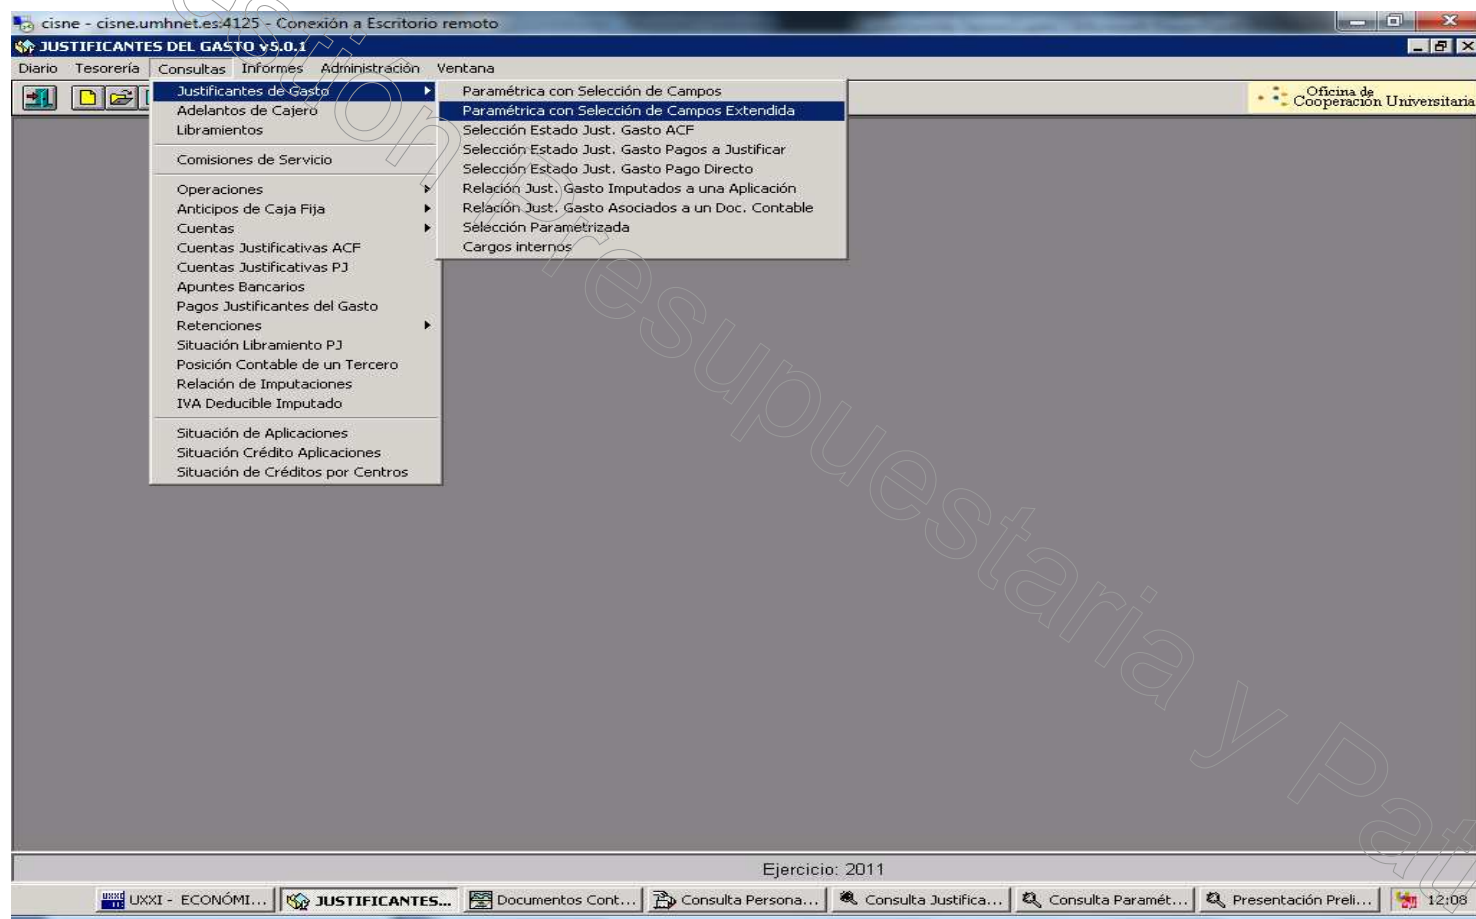 cisne - cisne.umhnet.es:4125 - Conexión a Escritorio remoto
JUSTIFICANTES DEL GASTO v5.0.1
Diario Tesorería Consultas Informes Administración Ventana
Oficina de
Cooperación Universitaria
Justificantes de Gasto
Adelantos de Cajero
Libramientos
Comisiones de Servicio
Operaciones
Anticipos de Caja Fija
Cuentas
Cuentas Justificativas ACF
Cuentas Justificativas PJ
Apuntes Bancarios
Pagos Justificantes del Gasto
Retenciones
Situación Libramiento PJ
Posición Contable de un Tercero
Relación de Imputaciones
IVA Deducible Imputado
Situación de Aplicaciones
Situación Crédito Aplicaciones
Situación de Créditos por Centros
Paramétrica con Selección de Campos
Paramétrica con Selección de Campos Extendida
Selección Estado Just. Gasto ACF
Selección Estado Just. Gasto Pagos a Justificar
Selección Estado Just. Gasto Pago Directo
Relación Just. Gasto Imputados a una Aplicación
Relación Just. Gasto Asociados a un Doc. Contable
Selección Parametrizada
Cargos internos
estión Presupuestaria y Pat
Ejercicio: 2011
UXXI - ECONÓMI... JUSTIFICANTES... Documentos Cont... Consulta Persona... Consulta Justifica... Consulta Paramét... Presentación Preli... 12:08